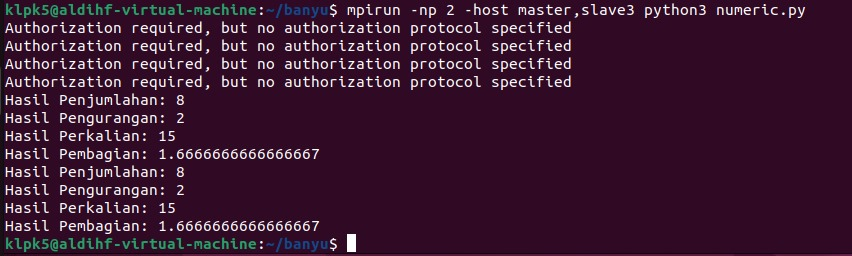 klpk5@aldihf-virtual-machine:~/banyu$ mpirun -np 2 -host master,slave3 python3 numeric.py
Authorization required, but no authorization protocol specified
Authorization required, but no authorization protocol specified
Authorization required, but no authorization protocol specified
Authorization required, but no authorization protocol specified
Hasil Penjumlahan: 8
Hasil Pengurangan: 2
Hasil Perkalian: 15
Hasil Pembagian: 1.6666666666666667
Hasil Penjumlahan: 8
Hasil Pengurangan: 2
Hasil Perkalian: 15
Hasil Pembagian: 1.6666666666666667
klpk5@aldihf-virtual-machine:~/banyu$